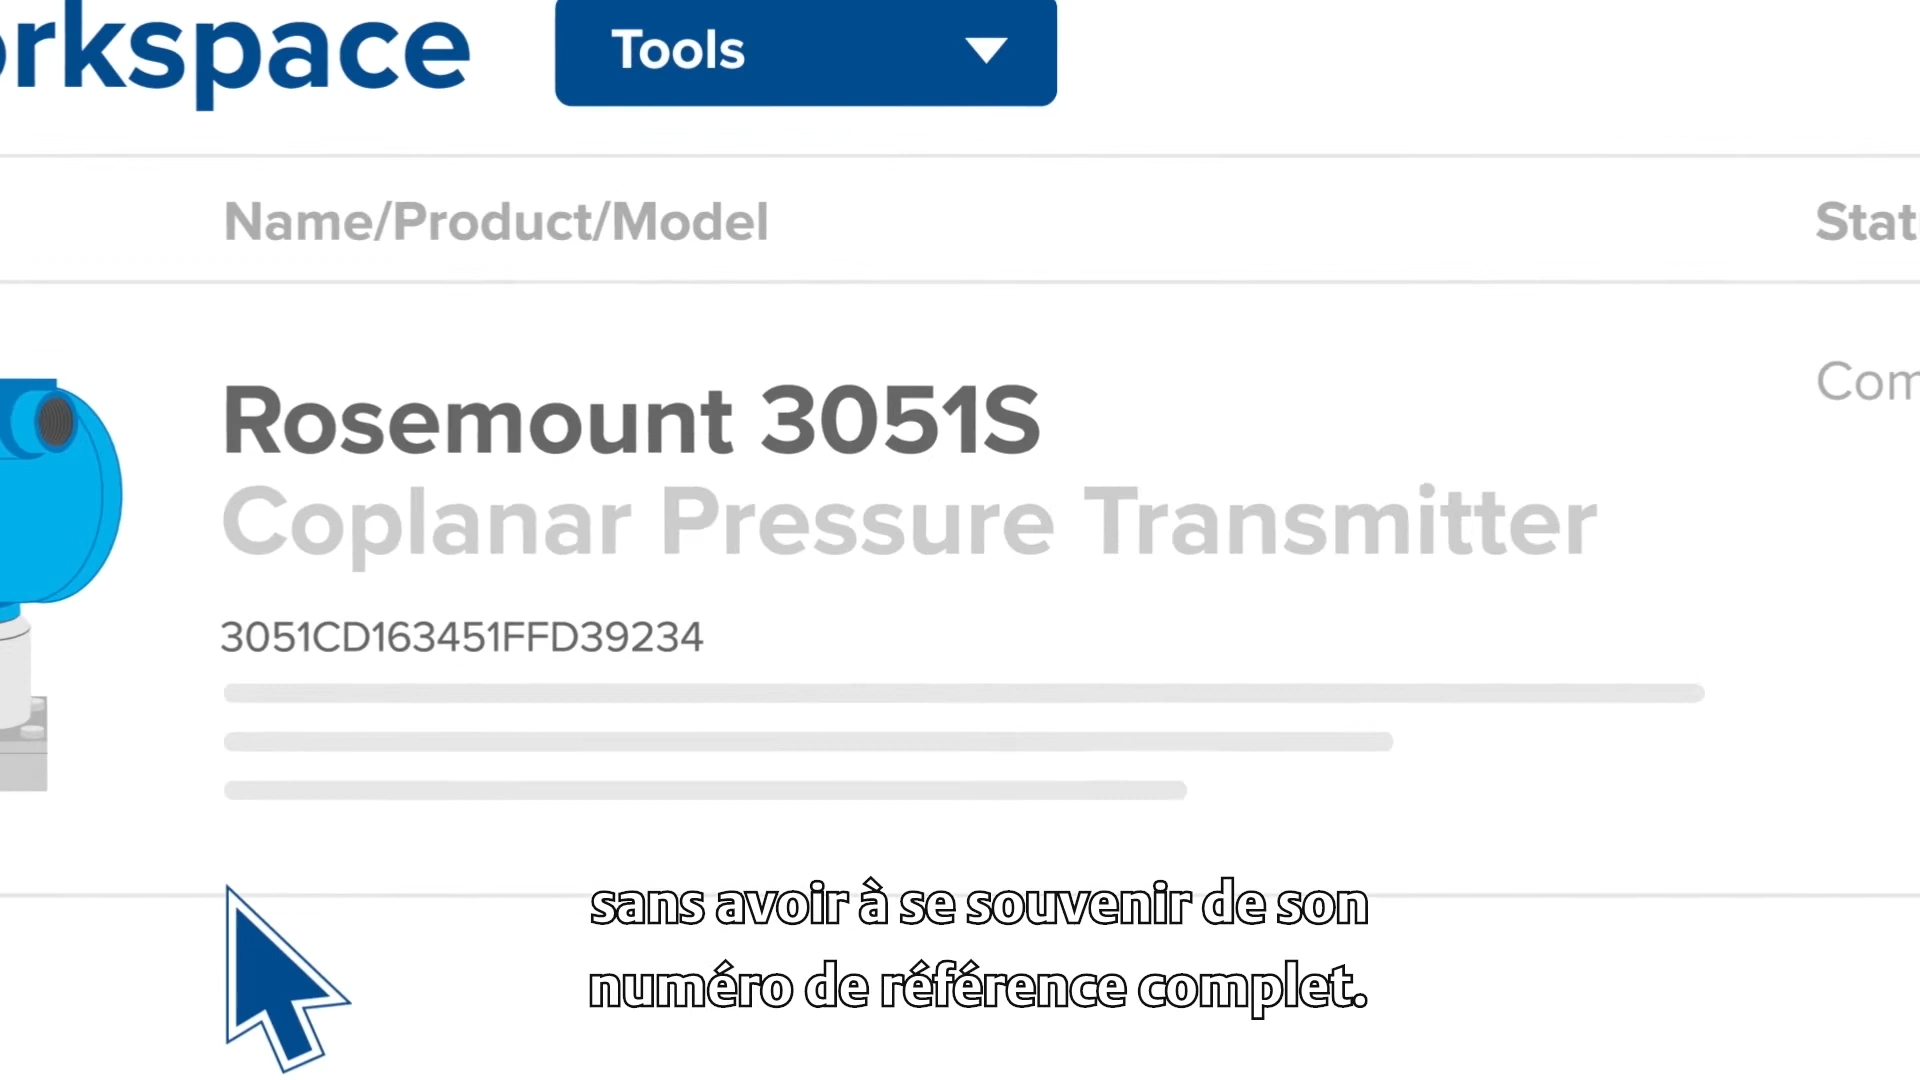 orkspace
Tools
Name/Product/Model
Stat
Rosemount 3051S
Com
Coplanar Pressure Transmitter
3051CD163451FFD39234
sans avoir à se souvenir de son
numéro de référence complet.